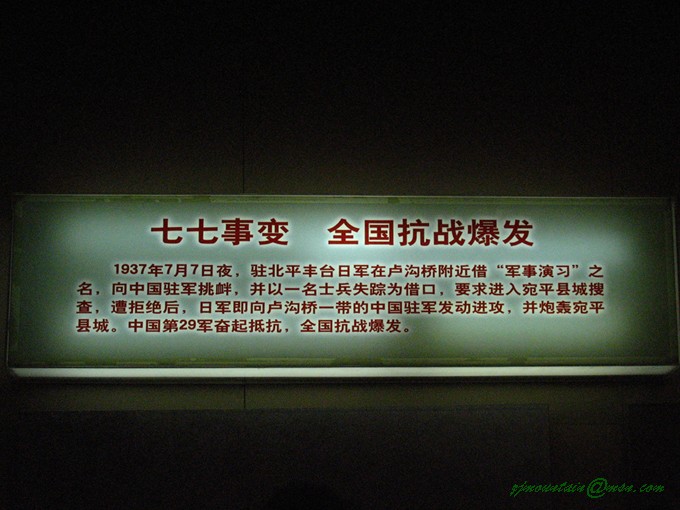 七七事变 全国抗战爆发
1937年7月7日夜，驻北平丰台日军在卢沟桥附近借“军事演习”之
名，向中国驻军挑衅，并以一名士兵失踪为借口，要求进入宛平县城搜
查，遭拒绝后，日军即向卢沟桥一带的中国驻军发动进攻，并炮轰宛平
县城。中国第29军奋起抵抗，全国抗战爆发。
zjmountain@msn.com